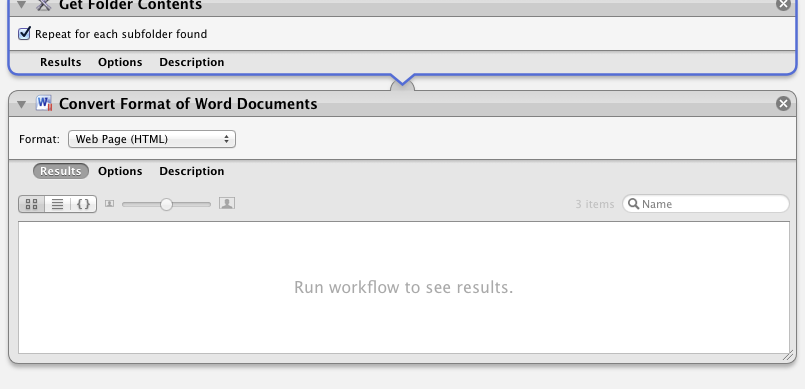 Get Folder Contents
Repeat for each subfolder found
Results Options Description
Convert Format of Word Documents
Format: Web Page (HTML)
Results Options Description
3 items Name
Run workflow to see results.